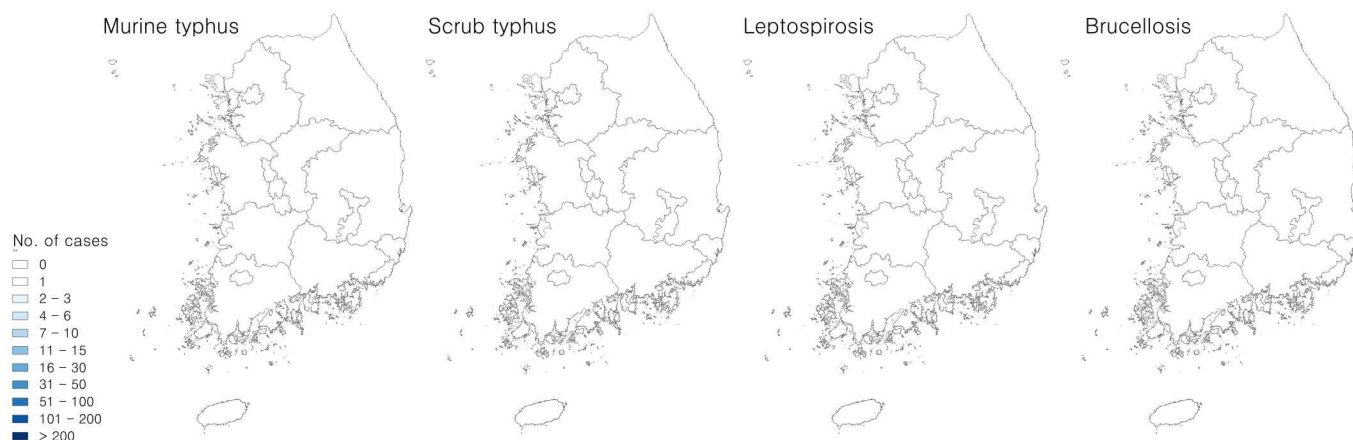 Murine typhus
Scrub typhus
Leptospirosis
Brucellosis
No. of cases
0
1
2 – 3
4 – 6
7 – 10
11 – 15
16 – 30
31 – 50
51 – 100
101 – 200
> 200